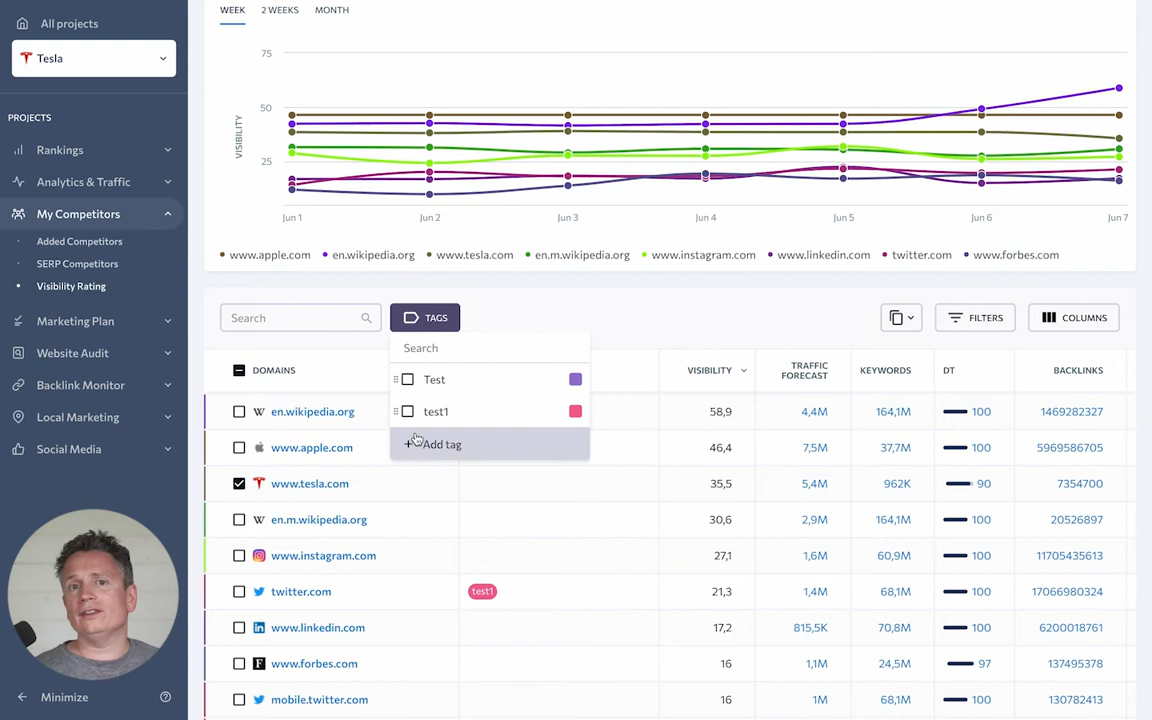 All projects
Tesla
PROJECTS
Rankings
Analytics & Traffic
My Competitors
Added Competitors
SERP Competitors
Visibility Rating
Marketing Plan
Website Audit
Backlink Monitor
Local Marketing
Social Media
Minimize
WEEK 2 WEEKS MONTH
75
50
25
VISIBILITY
Jun 1 Jun 2 Jun 3 Jun 4 Jun 5 Jun 6 Jun 7
www.apple.com en.wikipedia.org www.tesla.com en.m.wikipedia.org www.instagram.com www.linkedin.com twitter.com www.forbes.com
Search TAGS FILTERS COLUMNS
Search
Test
test1
+ Add tag
DOMAINS VISIBILITY TRAFFIC FORECAST KEYWORDS DT BACKLINKS
en.wikipedia.org 58,9 4,4M 164,1M 100 1469282327
www.apple.com 46,4 7,5M 37,7M 100 5969586705
www.tesla.com 35,5 5,4M 962K 90 7354700
en.m.wikipedia.org 30,6 2,9M 164,1M 100 20526897
www.instagram.com 27,1 1,6M 60,9M 100 11705435613
twitter.com test1 21,3 1,4M 68,1M 100 17066980324
www.linkedin.com 17,2 815,5K 70,8M 100 6200018761
www.forbes.com 16 1,1M 24,5M 97 137495378
mobile.twitter.com 16 1M 68,1M 100 130782413